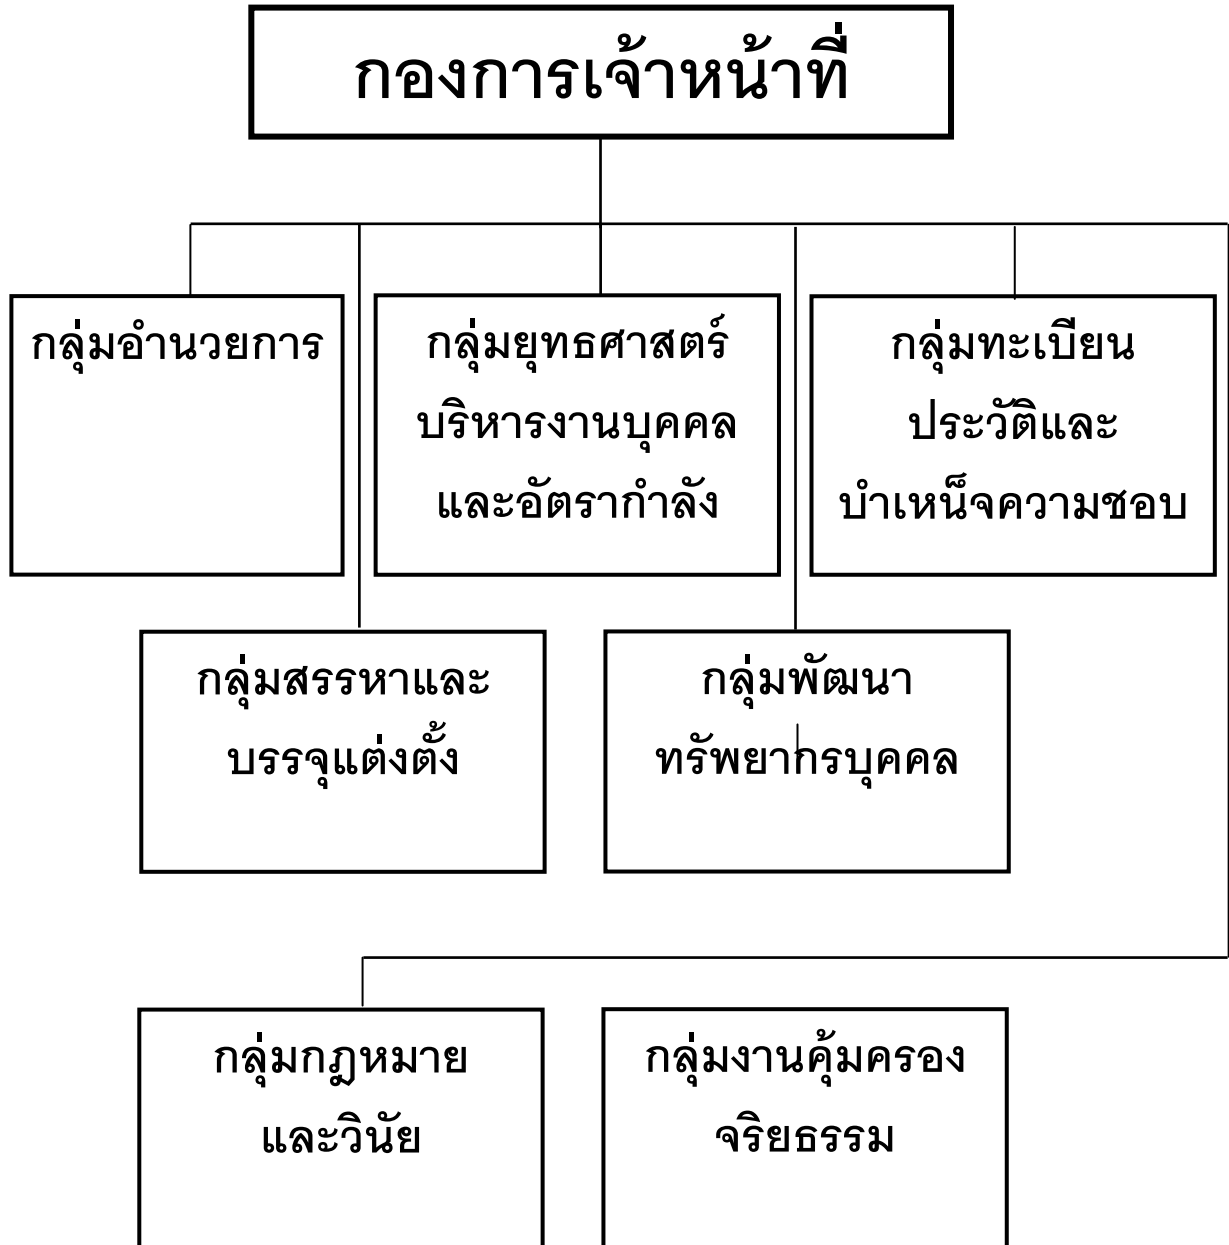 กองการเจ้าหน้าที่
กลุ่มอำนวยการ
กลุ่มยุทธศาสตร์
บริหารงานบุคคล
และอัตรากำลัง
กลุ่มทะเบียน
ประวัติและ
บำเหน็จความชอบ
กลุ่มสรรหาและ
บรรจุแต่งตั้ง
กลุ่มพัฒนา
ทรัพยากรบุคคล
กลุ่มกฎหมาย
และวินัย
กลุ่มงานคุ้มครอง
จริยธรรม